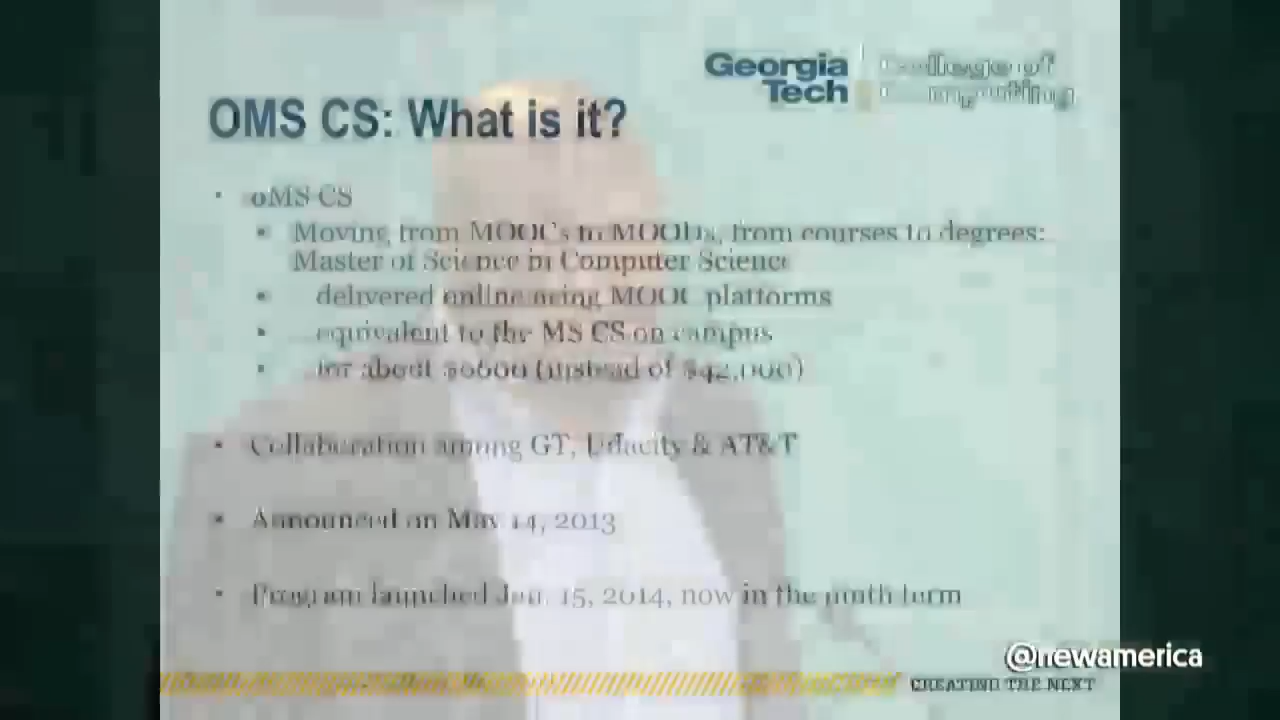 Georgia College of
Tech Computing
OMS CS: What is it?
• oMS CS
▪ Moving from MOOCs to MOODs, from courses to degrees:
Master of Science in Computer Science
▪ delivered online using MOOC platforms
▪ equivalent to the MS CS on campus
▪ for about $6600 (instead of $42,000)
• Collaboration among GT, Udacity & AT&T
• Announced on May 14, 2013
• Program launched Jan. 15, 2014, now in the ninth term
@newamerica
CREATING THE NEXT